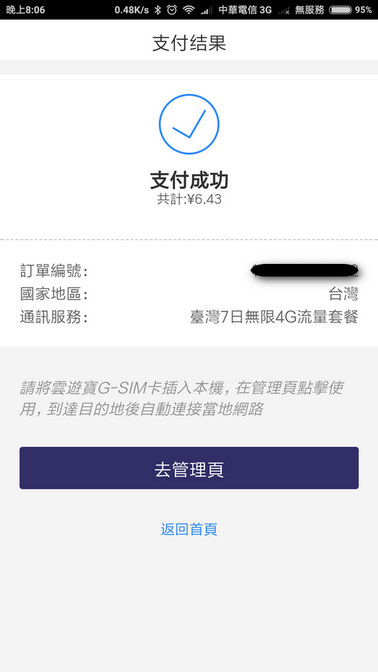 晚上8:06 0.48K/s 中華電信 3G 無服務 95%
支付结果
支付成功
共計:¥6.43
訂單編號:
國家地區: 台灣
通訊服務: 臺灣7日無限4G流量套餐
請將雲遊寶G-SIM卡插入本機, 在管理頁點擊使
用, 到達目的地後自動連接當地網路
去管理頁
返回首頁